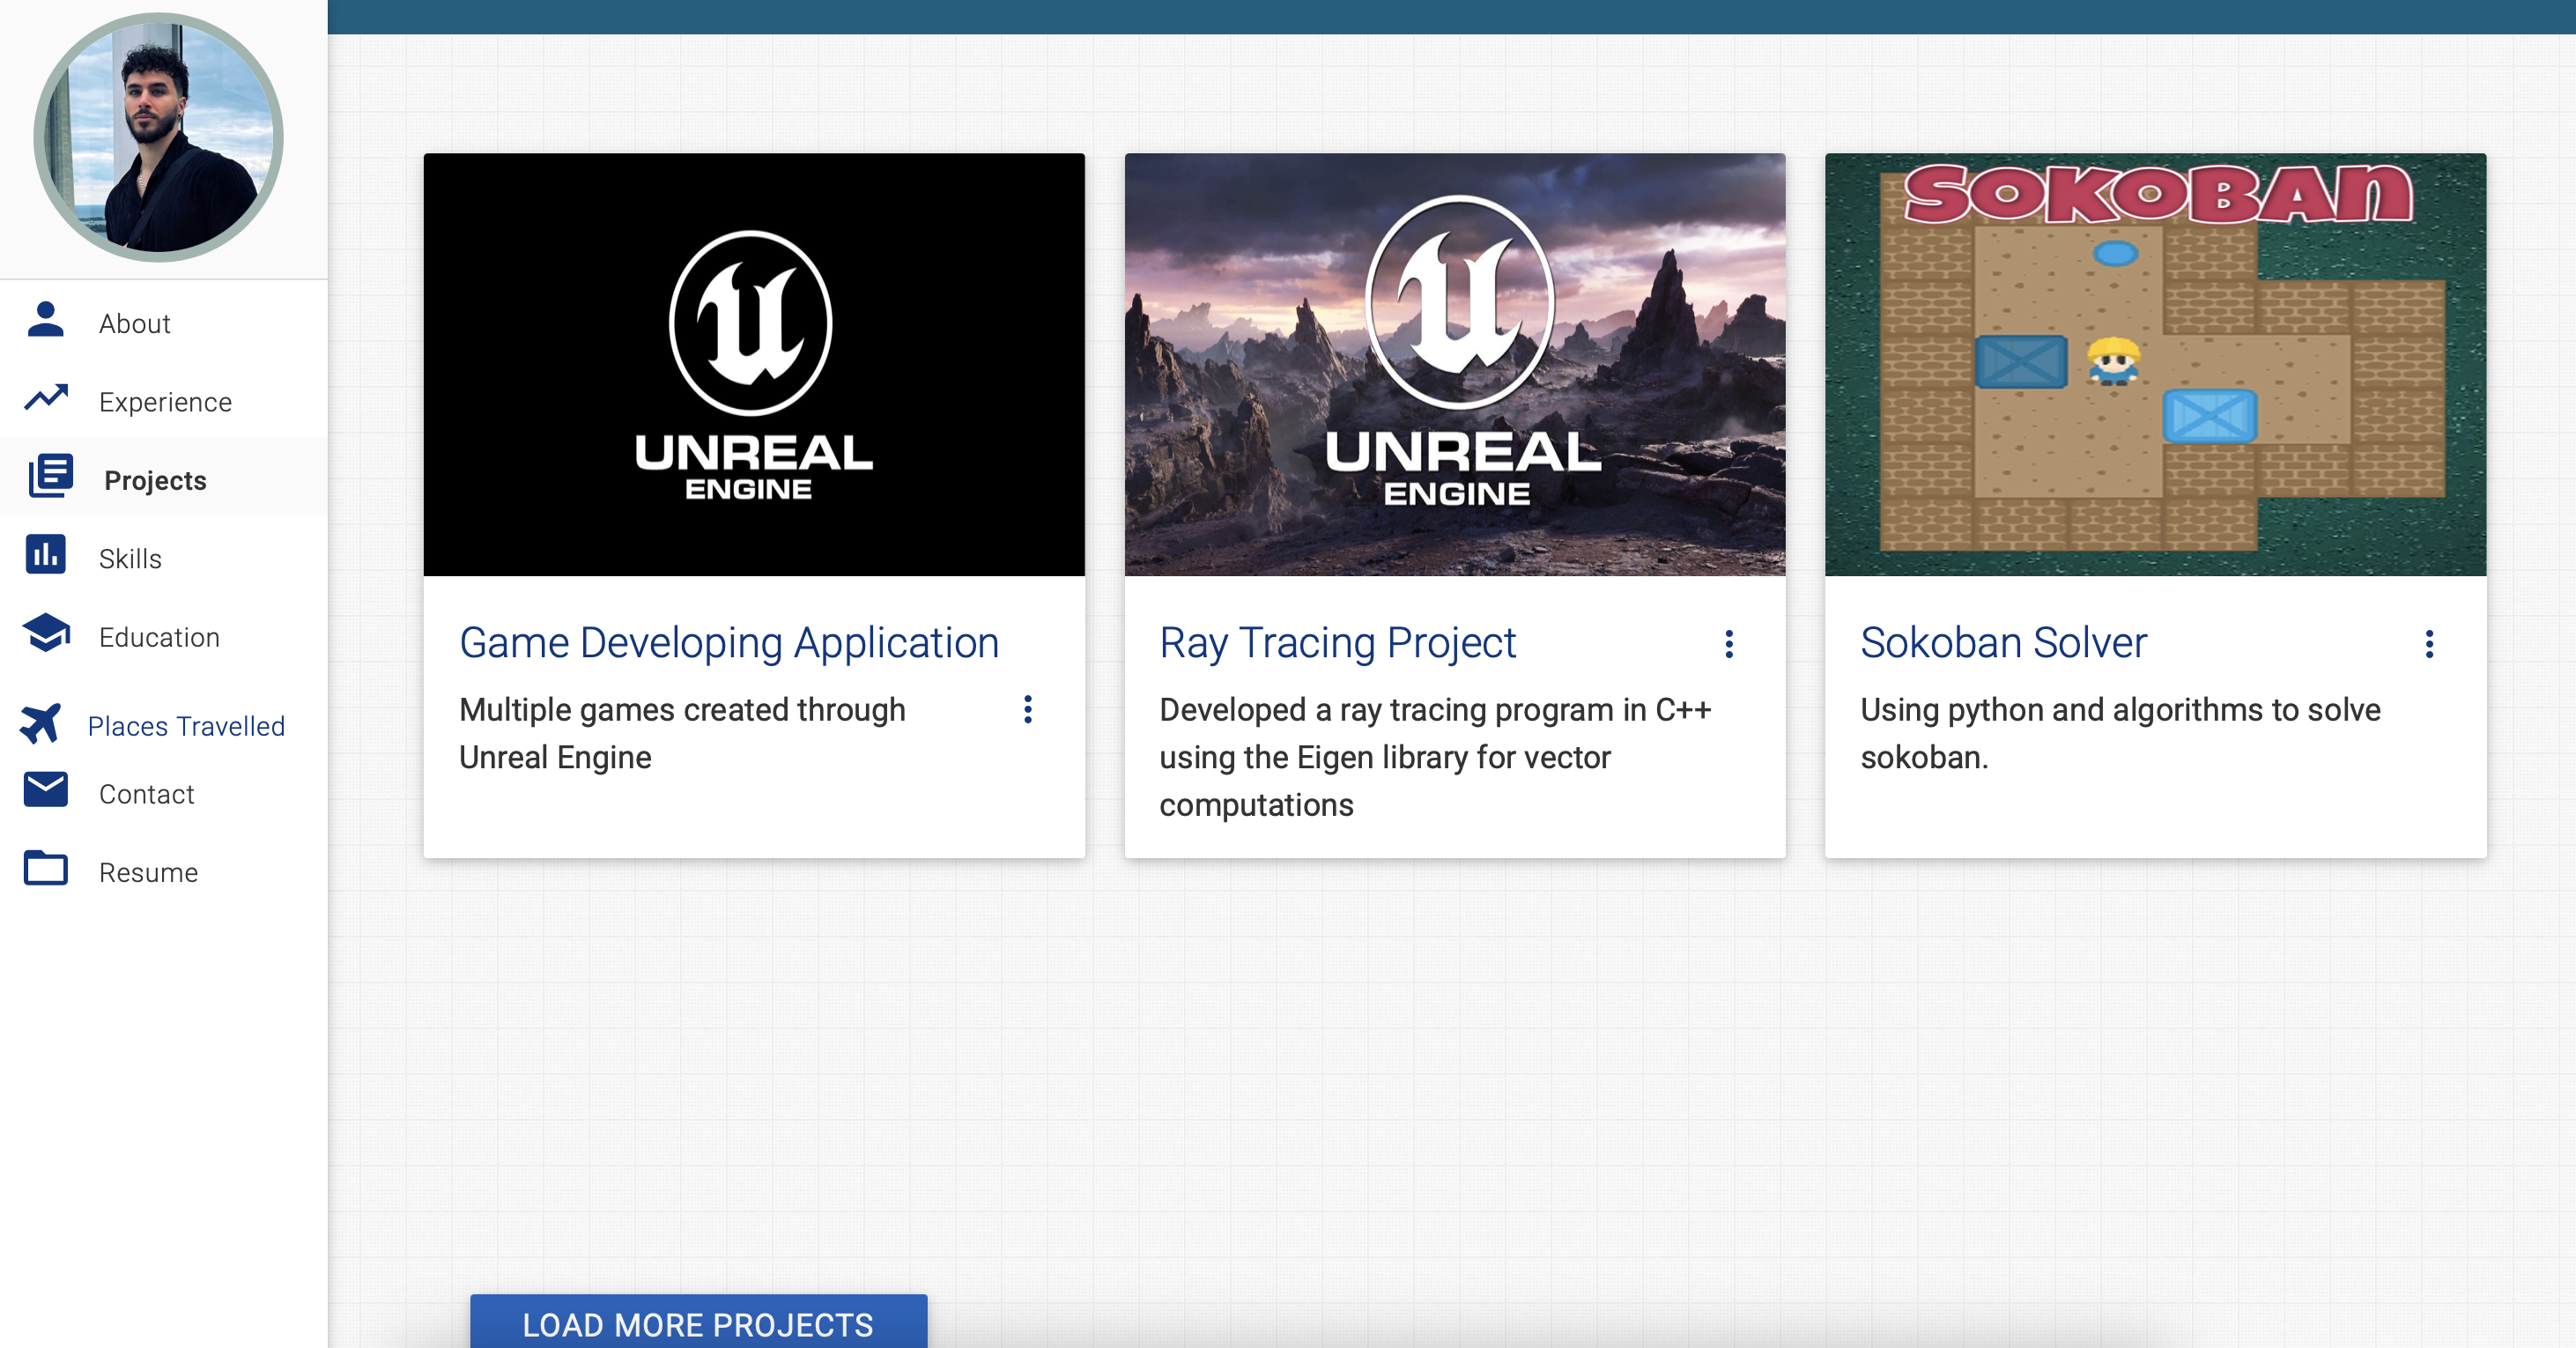 About
Experience
Projects
Skills
Education
Places Travelled
Contact
Resume
UNREAL
ENGINE
Game Developing Application
Multiple games created through
Unreal Engine
UNREAL
ENGINE
Ray Tracing Project
Developed a ray tracing program in C++
using the Eigen library for vector
computations
SOKOBAn
Sokoban Solver
Using python and algorithms to solve
sokoban.
LOAD MORE PROJECTS